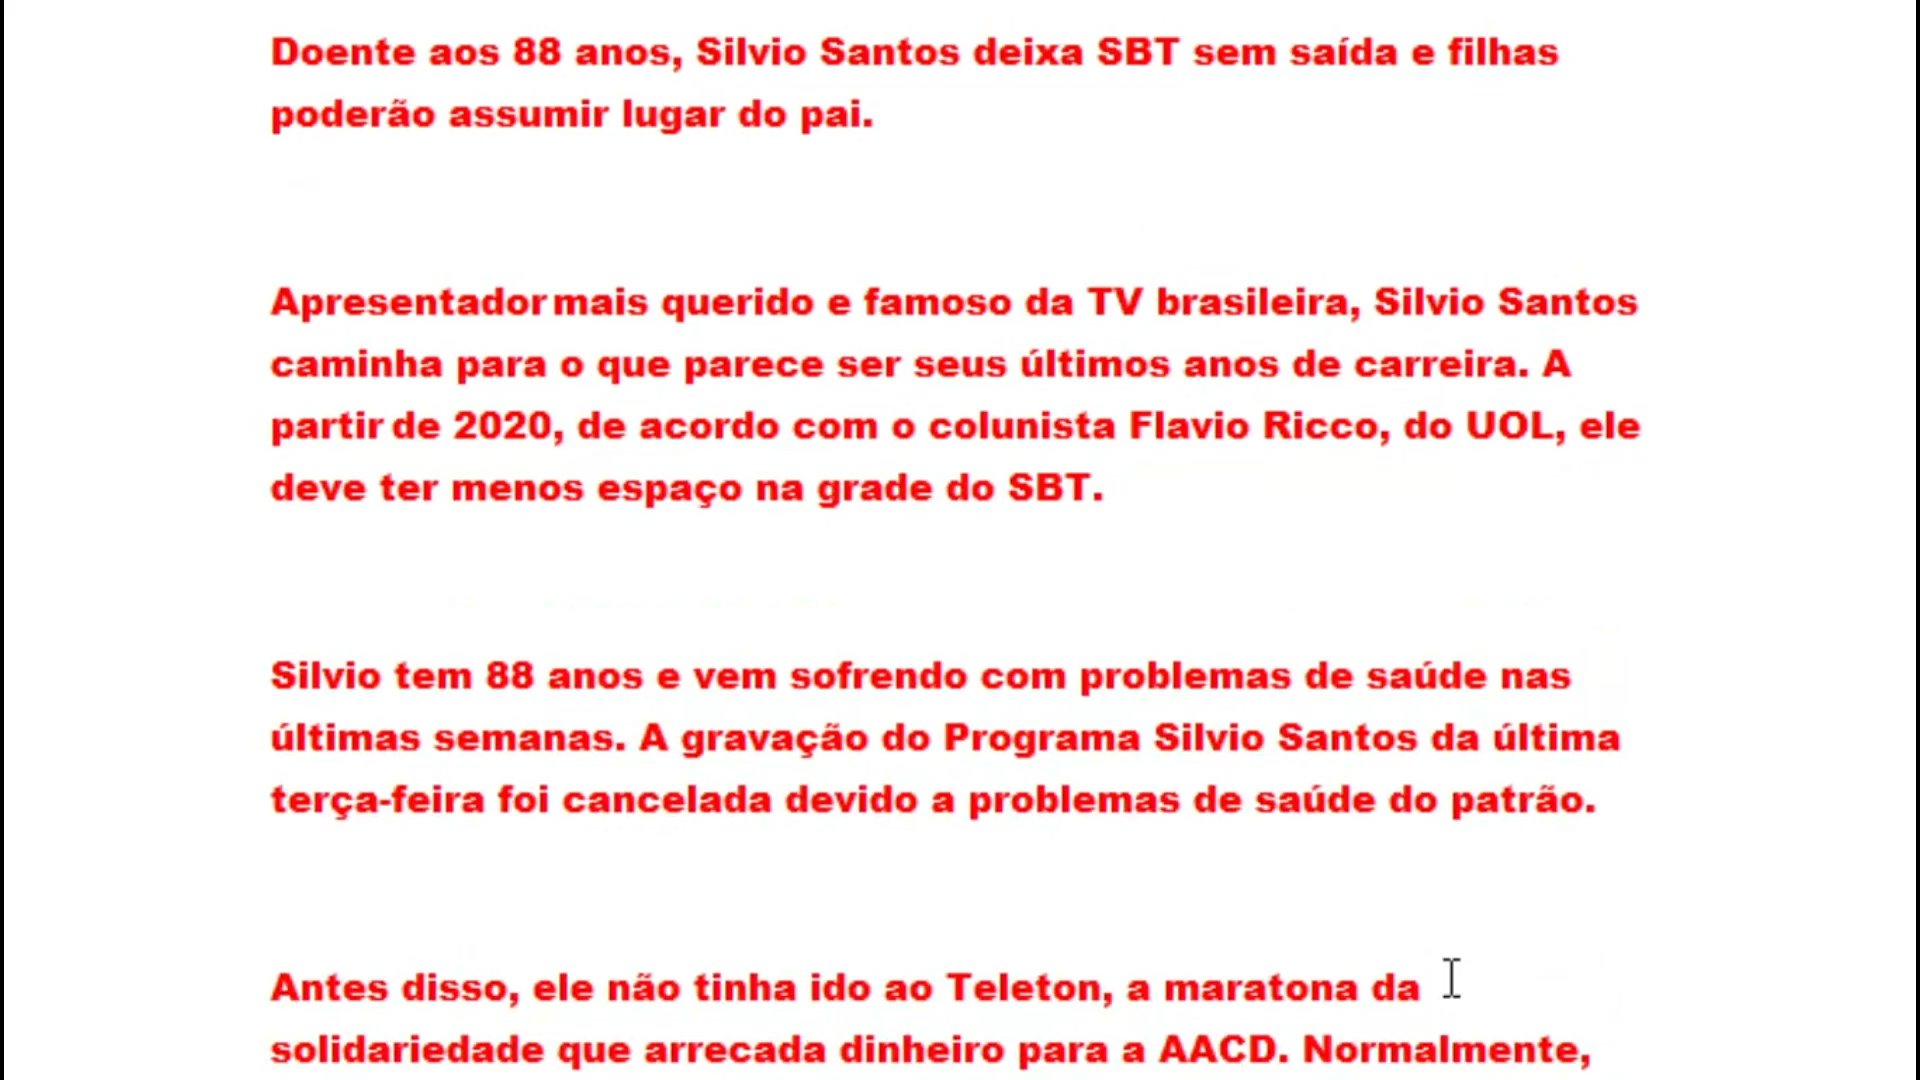 Doente aos 88 anos, Silvio Santos deixa SBT sem saída e filhas
poderão assumir lugar do pai.
Apresentador mais querido e famoso da TV brasileira, Silvio Santos
caminha para o que parece ser seus últimos anos de carreira. A
partir de 2020, de acordo com o colunista Flavio Ricco, do UOL, ele
deve ter menos espaço na grade do SBT.
Silvio tem 88 anos e vem sofrendo com problemas de saúde nas
últimas semanas. A gravação do Programa Silvio Santos da última
terça-feira foi cancelada devido a problemas de saúde do patrão.
Antes disso, ele não tinha ido ao Teleton, a maratona da
solidariedade que arrecada dinheiro para a AACD. Normalmente,